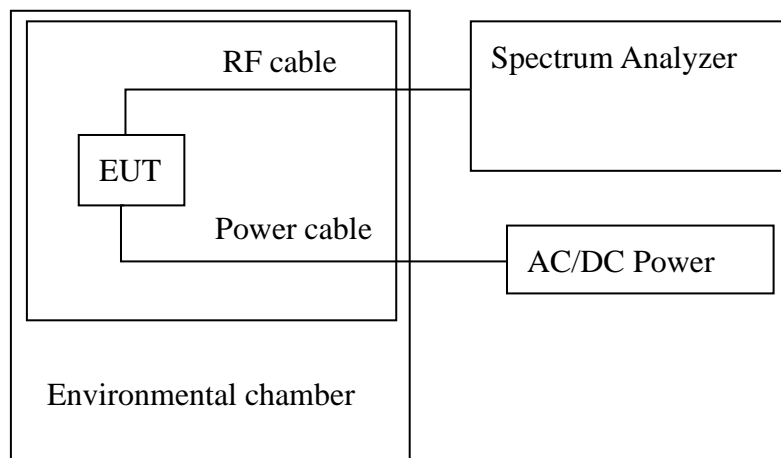 RF cable
Spectrum Analyzer
EUT
Power cable
AC/DC Power
Environmental chamber